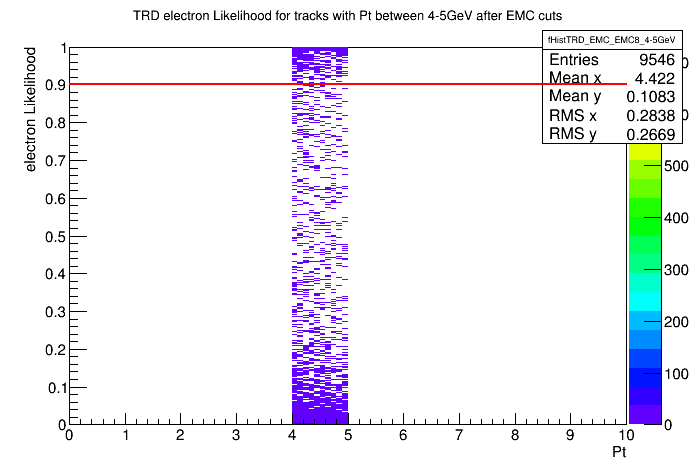 TRD electron Likelihood for tracks with Pt between 4-5GeV after EMC cuts
fHistTRD_EMC_EMC8_4-5GeV
Entries 9546
Mean x 4.422
Mean y 0.1083
RMS x 0.2838
RMS y 0.2669
electron Likelihood
1
0.9
0.8
0.7
0.6
0.5
0.4
0.3
0.2
0.1
0
0 1 2 3 4 5 6 7 8 9 10
Pt
500
400
300
200
100
0